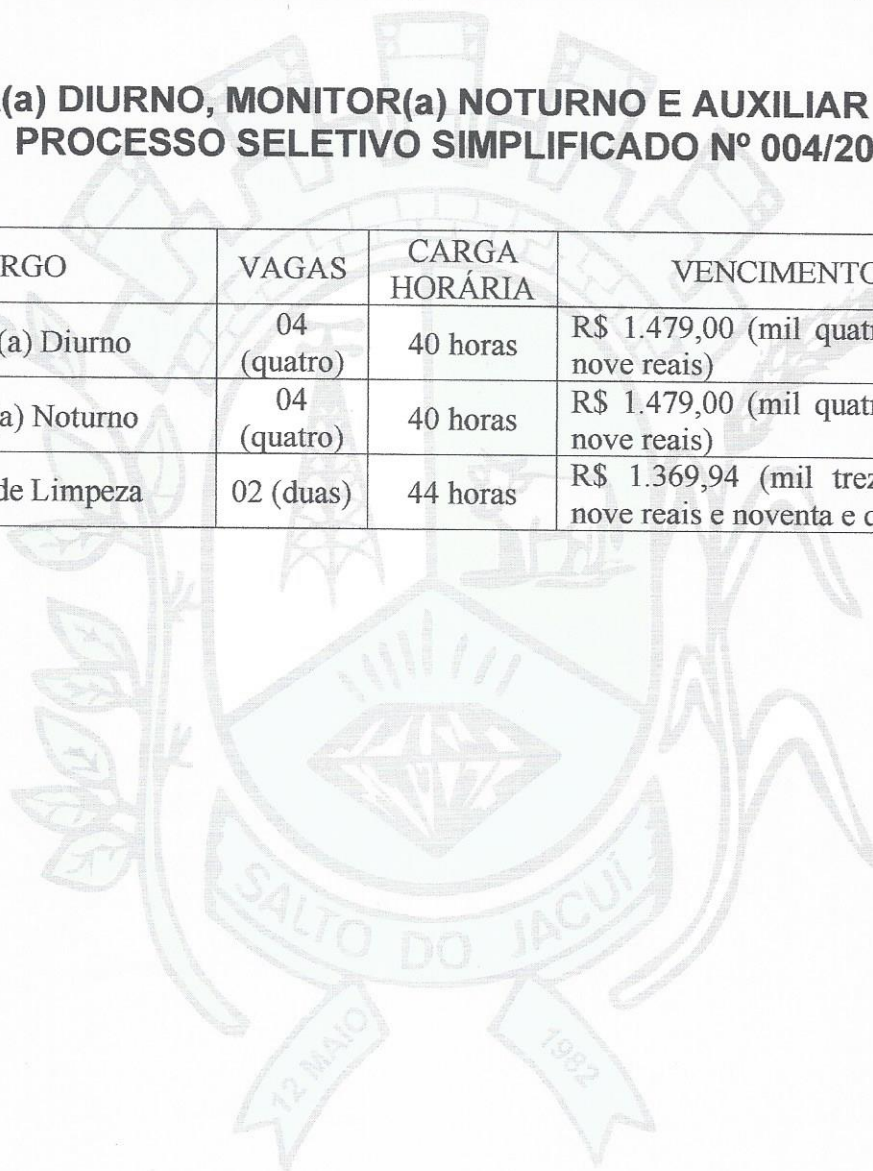 (a) DIURNO, MONITOR(a) NOTURNO E AUXILIAR
PROCESSO SELETIVO SIMPLIFICADO Nº 004/20
RGO VAGAS CARGA HORÁRIA VENCIMENTO
(a) Diurno 04 (quatro) 40 horas R$ 1.479,00 (mil quatr
nove reais)
a) Noturno 04 (quatro) 40 horas R$ 1.479,00 (mil quatr
nove reais)
de Limpeza 02 (duas) 44 horas R$ 1.369,94 (mil trez
nove reais e noventa e
SALTO DO JACUÍ
12 MAIO 1982